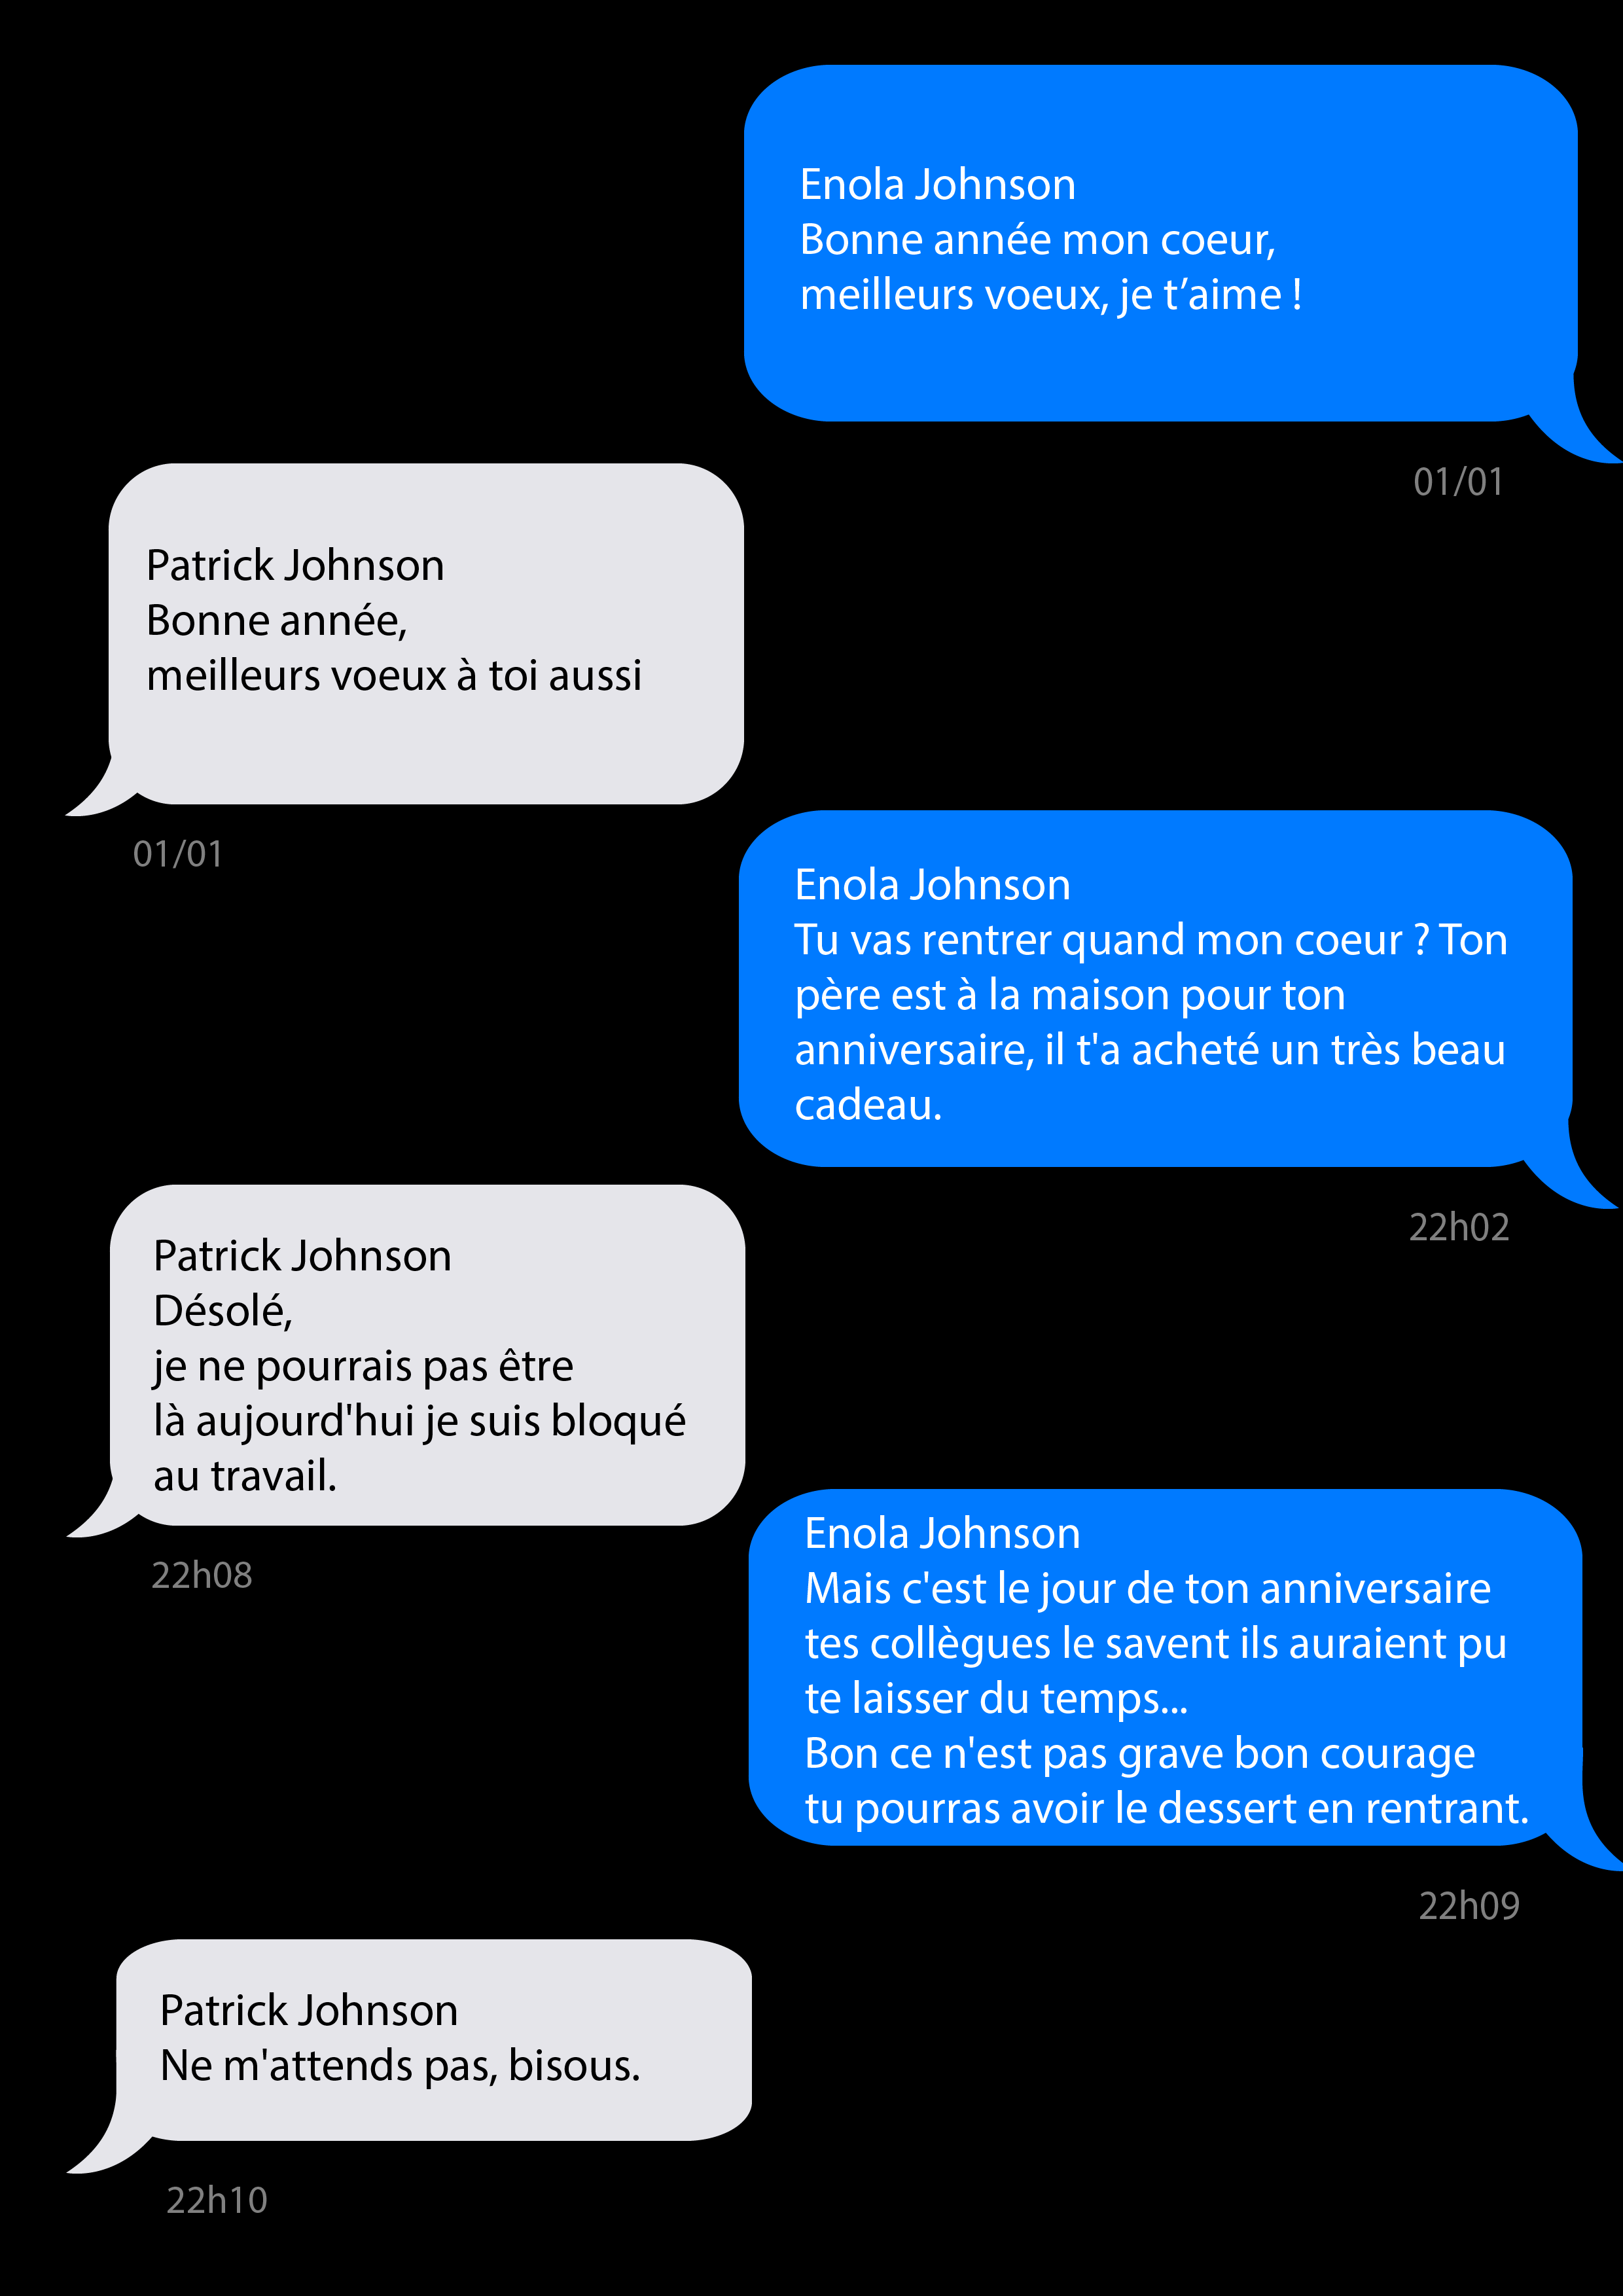 Enola Johnson
Bonne année mon coeur,
meilleurs voeux, je t’aime !
01/01
Patrick Johnson
Bonne année,
meilleurs voeux à toi aussi
01/01
Enola Johnson
Tu vas rentrer quand mon coeur ? Ton
père est à la maison pour ton
anniversaire, il t'a acheté un très beau
cadeau.
22h02
Patrick Johnson
Désolé,
je ne pourrais pas être
là aujourd'hui je suis bloqué
au travail.
22h08
Enola Johnson
Mais c'est le jour de ton anniversaire
tes collègues le savent ils auraient pu
te laisser du temps...
Bon ce n'est pas grave bon courage
tu pourras avoir le dessert en rentrant.
22h09
Patrick Johnson
Ne m'attends pas, bisous.
22h10